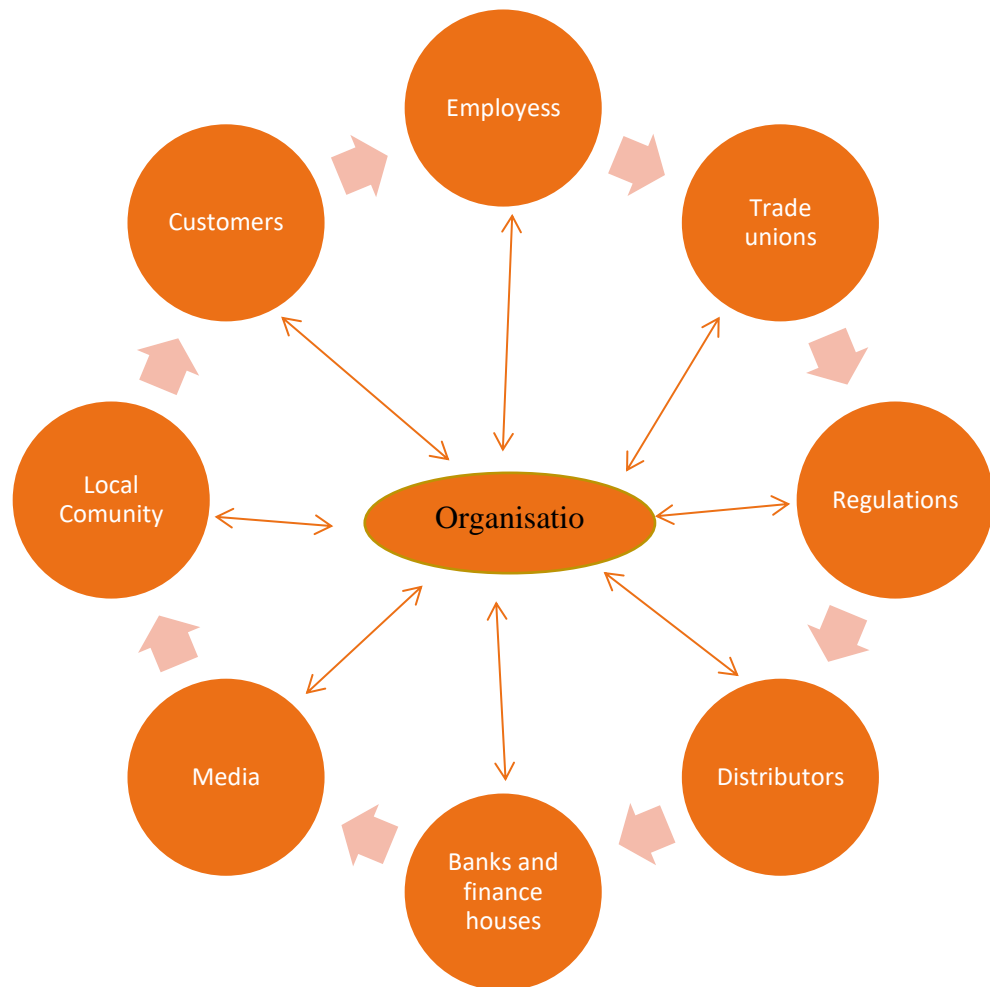 Employess
Trade
unions
Regulations
Distributors
Banks and
finance
houses
Media
Local
Comunity
Customers
Organisatio